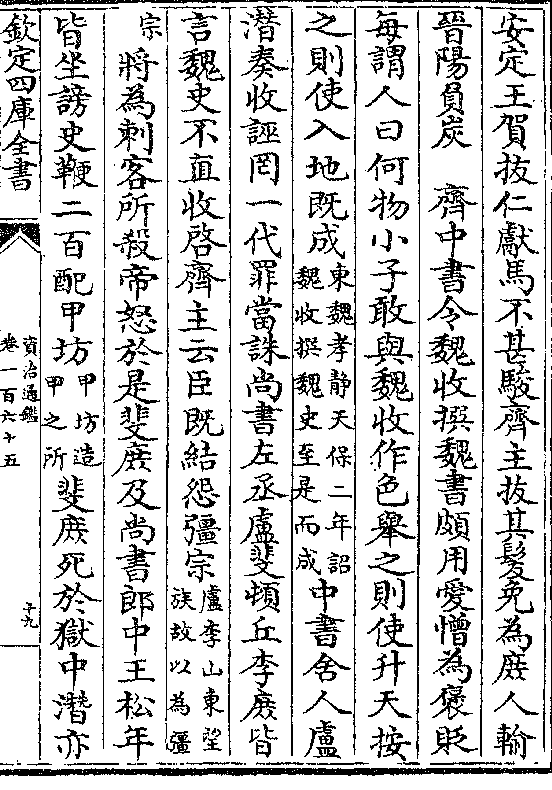 安定王賀抜仁獻馬不甚駿齊主抜其髮免為庶人輸
晉陽負炭　齊中書令魏收撰魏書頗用愛憎為褒貶
每謂人曰何物小子敢與魏收作色舉之則使升天按
之則使入地既成東魏孝静天保二年詔魏收撰魏史至是而成中書舍人盧
潛奏收誣罔一代罪當誅尚書左丞盧斐頓丘李庶皆
言魏史不直收啓齊主云臣既結怨彊宗盧李山東望族故以為彊
宗將為刺客所殺帝怒於是斐庶及尚書郎中王松年
皆坐謗史鞭二百配甲坊甲坊造甲之所斐庶死於獄中潛亦
欽定四庫全書
資治通鑑
卷一百六十五
十九